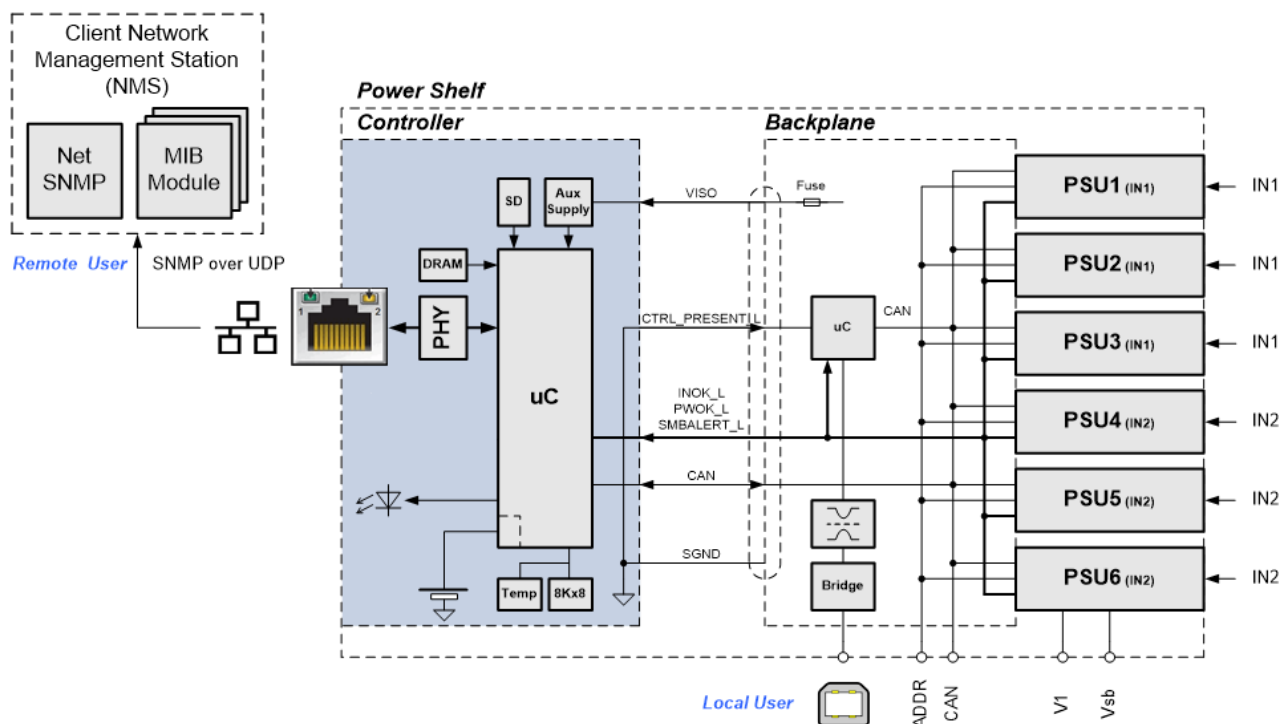 Client Network
Management Station
(NMS)
Net
SNMP
MIB
Module
Remote User
SNMP over UDP
1
2
Power Shelf
Controller
Backplane
SD
Aux
Supply
DRAM
PHY
uC
Temp
8Kx8
VISO
Fuse
CTRL_PRESENT_L
uC
CAN
INOK_L
PWOK_L
SMBALERT_L
CAN
SGND
Bridge
PSU1 (IN1)
IN1
PSU2 (IN1)
IN1
PSU3 (IN1)
IN1
PSU4 (IN2)
IN2
PSU5 (IN2)
IN2
PSU6 (IN2)
IN2
Local User
ADDR
CAN
V1
Vsb